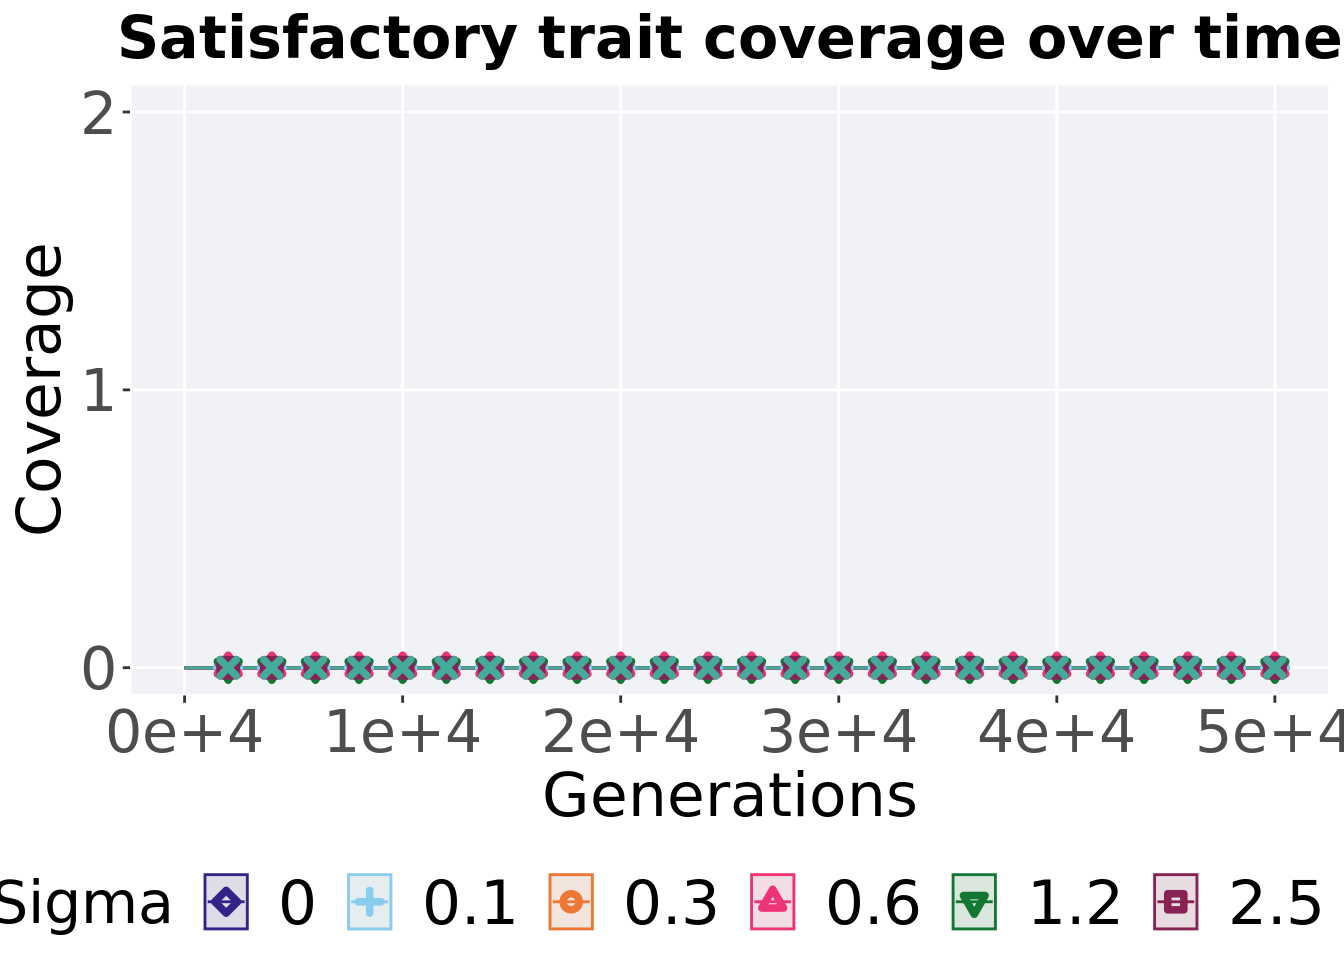 Satisfactory trait coverage over time
2
1
0
Coverage
0e+4 1e+4 2e+4 3e+4 4e+4 5e+4
Generations
Sigma 0 0.1 0.3 0.6 1.2 2.5